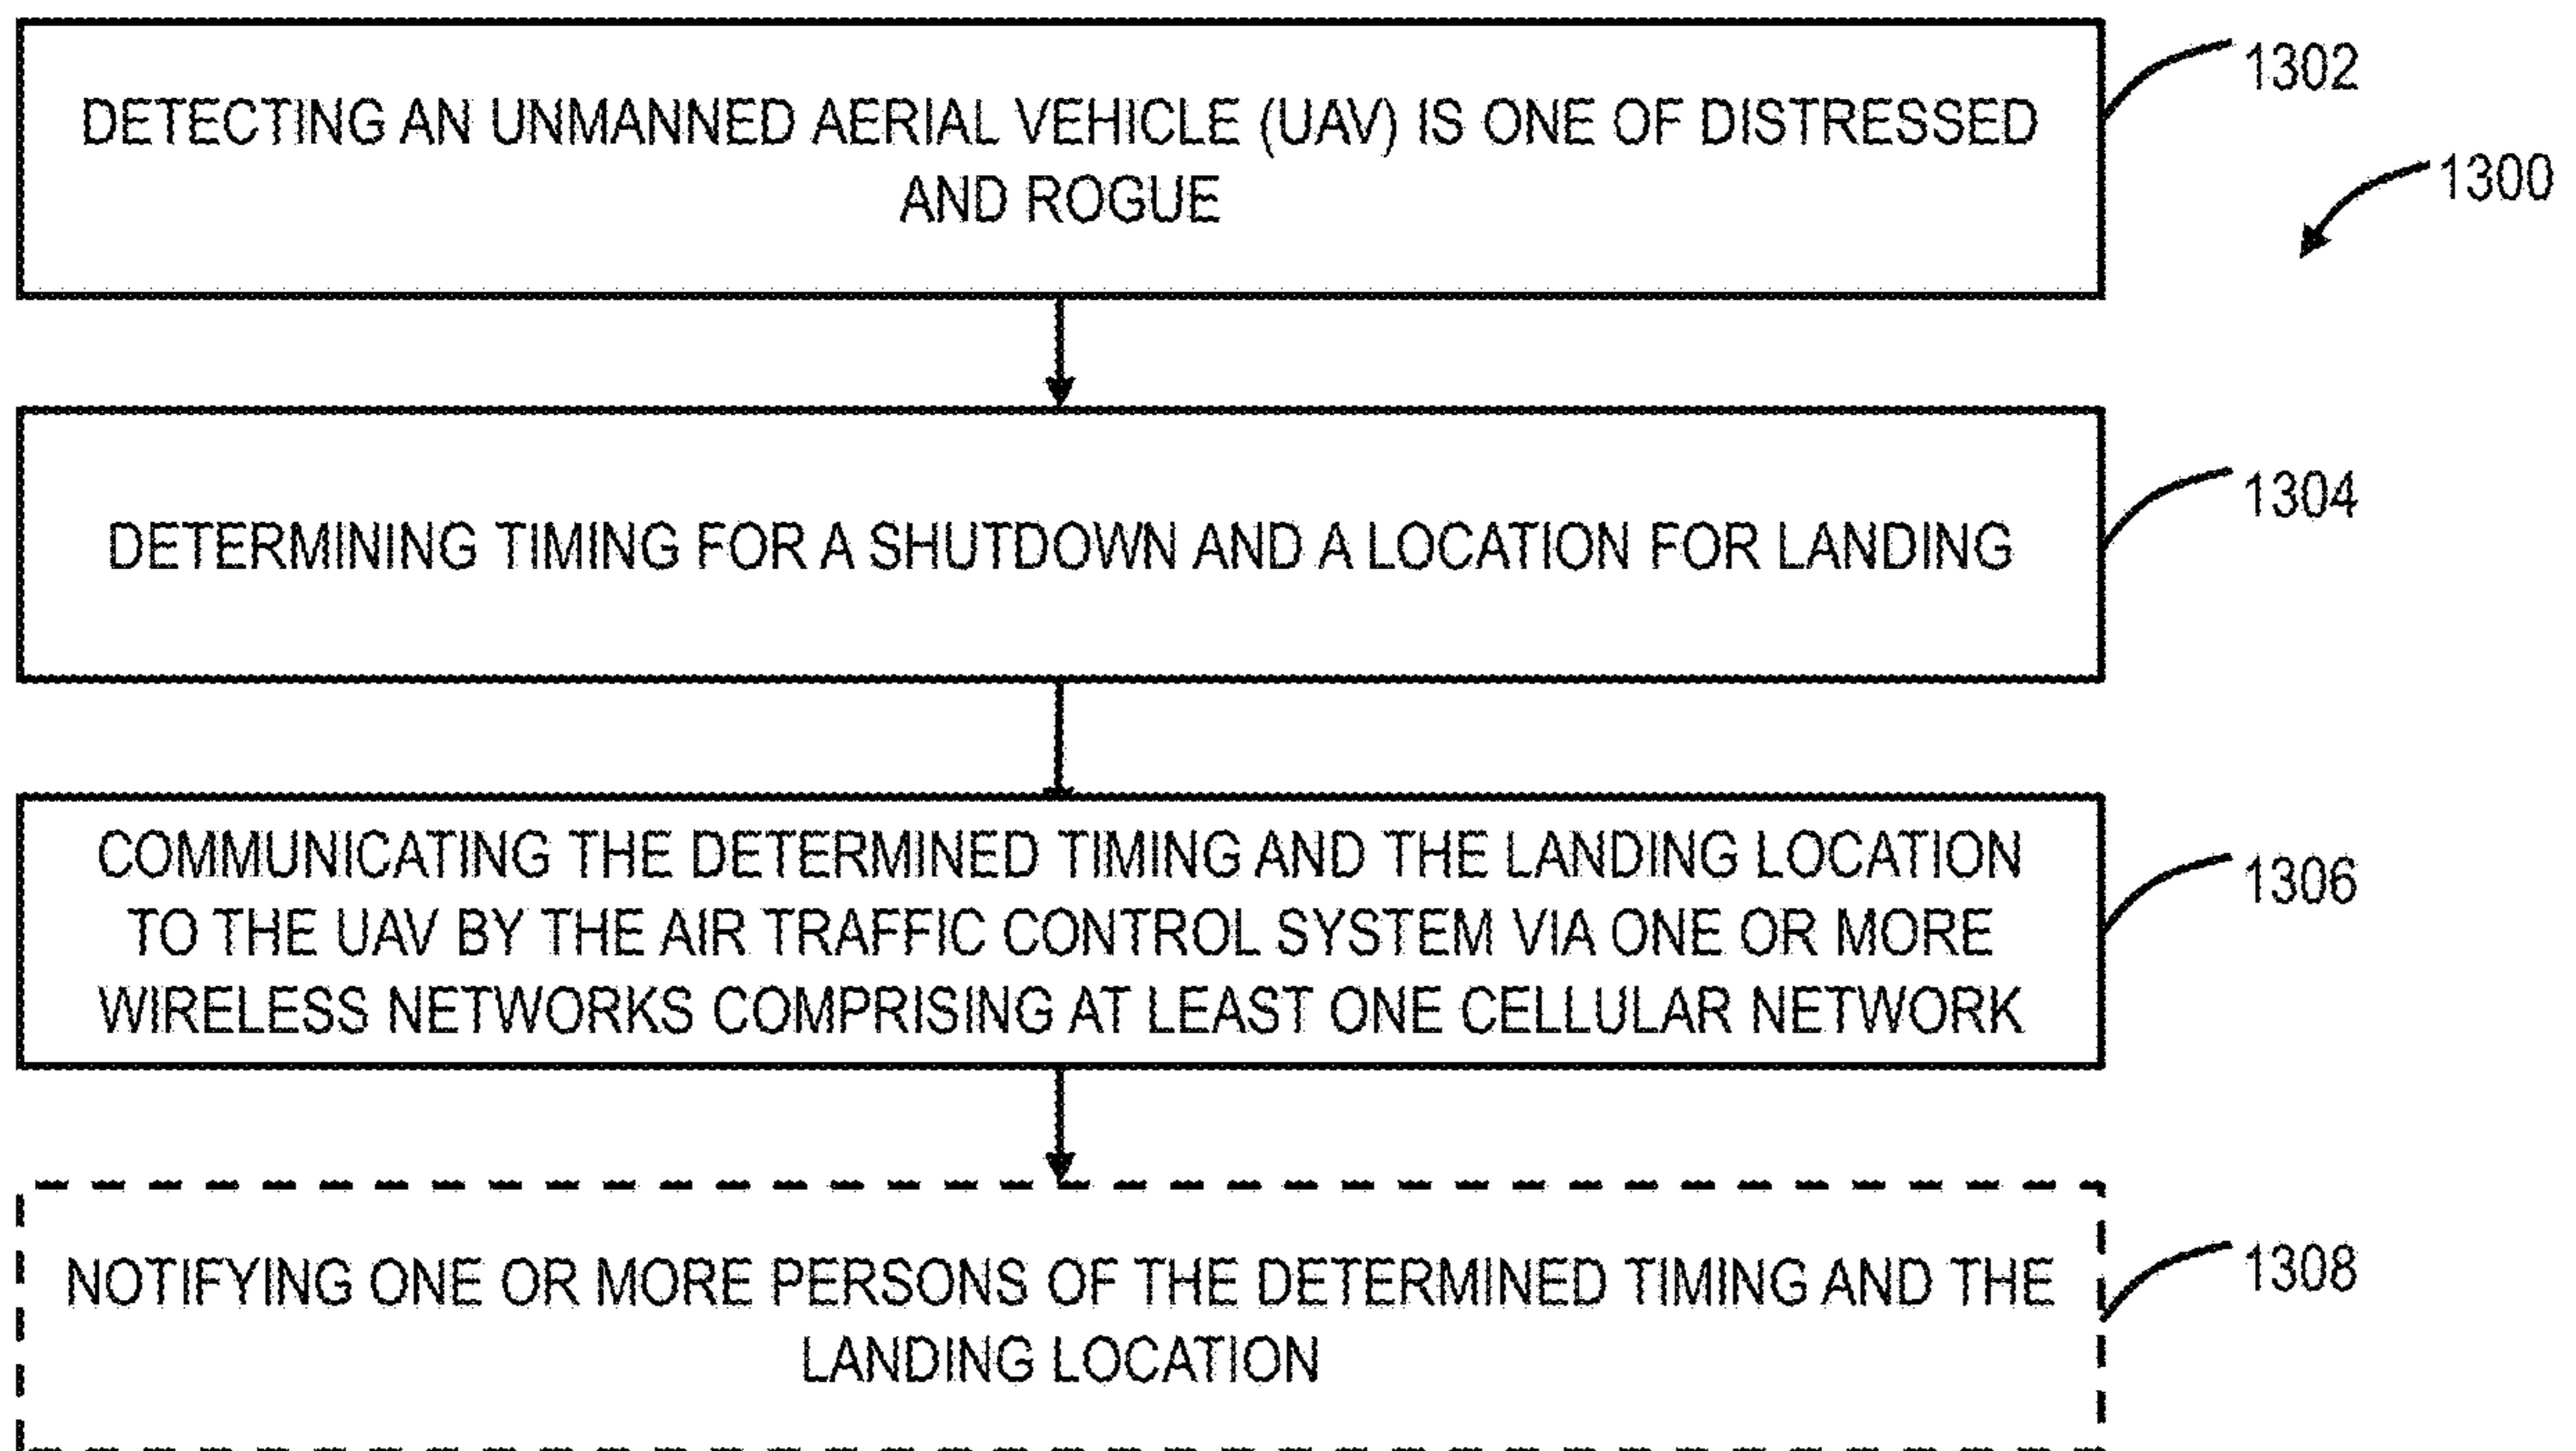 DETECTING AN UNMANNED AERIAL VEHICLE (UAV) IS ONE OF DISTRESSED
AND ROGUE
1302
1300
DETERMINING TIMING FOR A SHUTDOWN AND A LOCATION FOR LANDING
1304
COMMUNICATING THE DETERMINED TIMING AND THE LANDING LOCATION
TO THE UAV BY THE AIR TRAFFIC CONTROL SYSTEM VIA ONE OR MORE
WIRELESS NETWORKS COMPRISING AT LEAST ONE CELLULAR NETWORK
1306
NOTIFYING ONE OR MORE PERSONS OF THE DETERMINED TIMING AND THE
LANDING LOCATION
1308